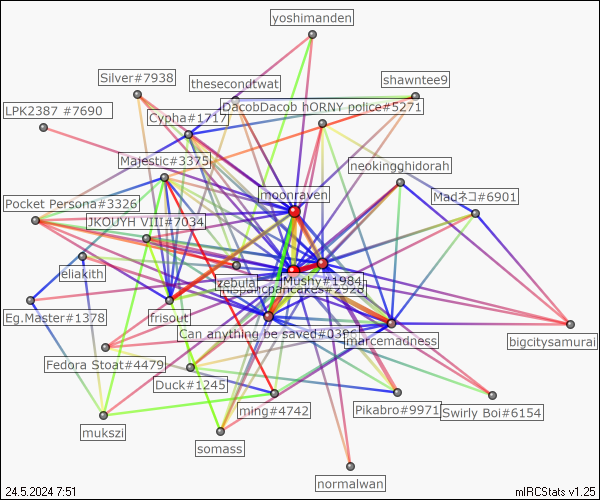 yoshimanden
Silver#7938
thesecondtwat
shawntee9
LPK2387 #7690
Cypha#1717
DacobDacob hORNY police#5271
Majestic#3375
neokingghidorah
moonraven
Madネコ#6901
Pocket Persona#3326
JKOUYH VIII#7034
eliakith
zebula
Mushy#1984
hispanicpancakes#2928
Eg.Master#1378
frisout
Can anything be saved#0396
marcemadness
bigcitysamurai
Fedora Stoat#4479
Duck#1245
ming#4742
Pikabro#9971
Swirly Boi#6154
mukszi
somass
normalwan
24.5.2024 7:51
mIRCStats v1.25